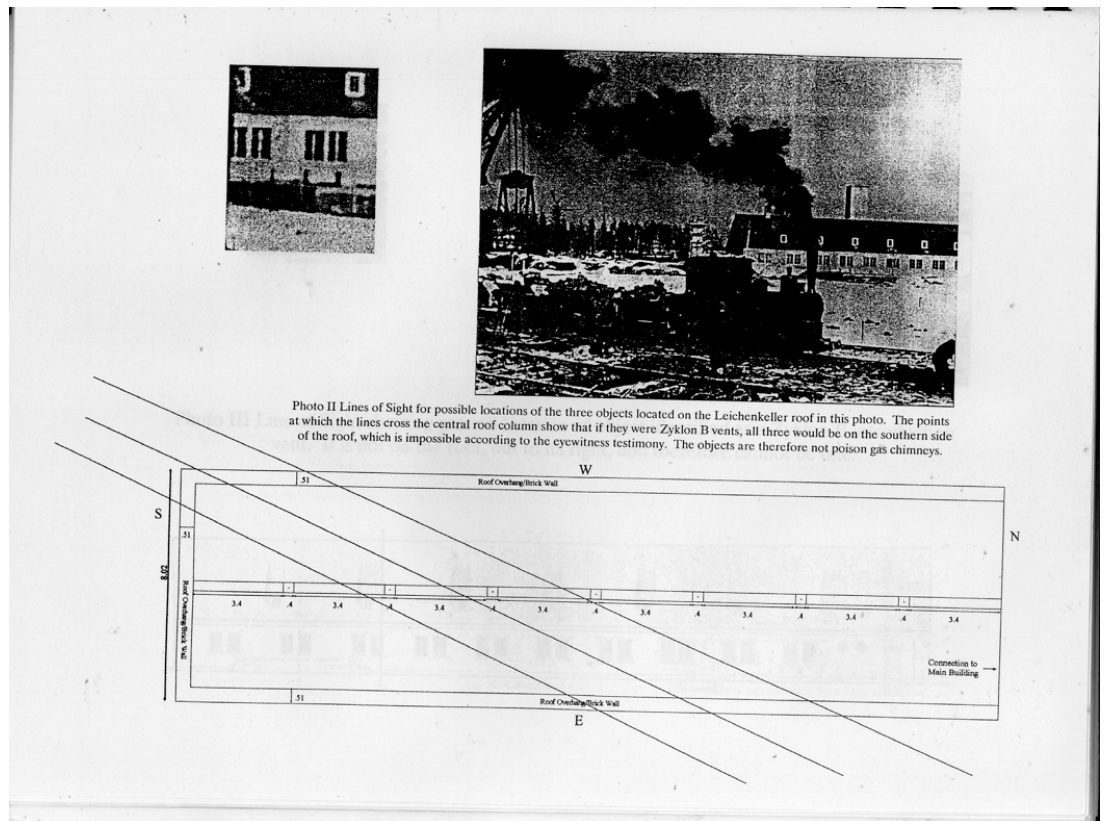 Photo II Lines of Sight for possible locations of the three objects located on the Leichenkeller roof in this photo. The points
at which the lines cross the central roof column show that if they were Zyklon B vents, all three would be on the southern side
of the roof, which is impossible according to the eyewitness testimony. The objects are therefore not poison gas chimneys.
W
.51
Roof Overhang/Brick Wall
S
N
.51
8.02
Roof Overhang/Brick Wall
3.4 .4 3.4 .4 3.4 .4 3.4 .4 3.4 .4 3.4 .4 3.4 .4 3.4
Connection to
Main Building
.51
Roof Overhang/Brick Wall
E